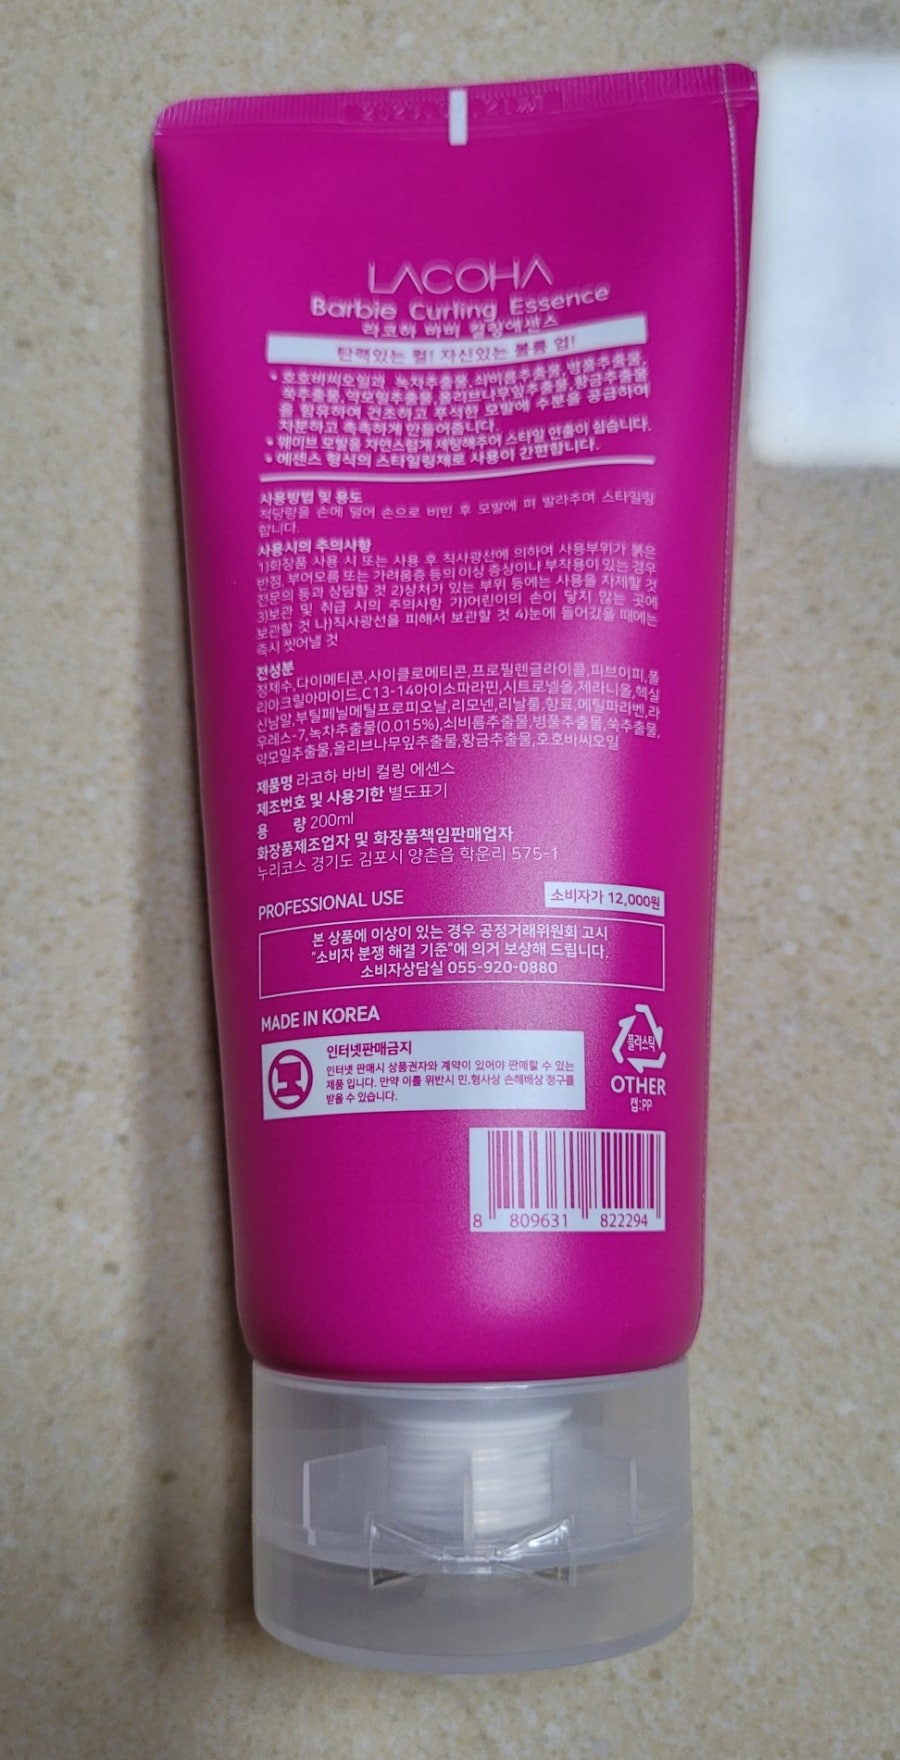 LACOHA
Barbie Curling Essence
라코하 바비 컬링에센스
탄력있는 컬! 자신있는 볼륨 업!
• 호호바씨오일과 녹차추출물,쇠비름추출물,병풀추출물,
쑥추출물,약모밀추출물,올리브나무잎추출물,황금추출물
을 함유하여 건조하고 푸석한 모발에 수분을 공급하여
차분하고 촉촉하게 만들어줍니다.
• 웨이브 모발을 자연스럽게 세팅해주어 스타일 연출이 쉽습니다.
• 에센스 형식의 스타일링제로 사용이 간편합니다.
사용방법 및 용도
적당량을 손에 덜어 손으로 비빈 후 모발에 펴 발라주며 스타일링
합니다.
사용시의 주의사항
1)화장품 사용 시 또는 사용 후 직사광선에 의하여 사용부위가 붉은
반점, 부어오름 또는 가려움증 등의 이상 증상이나 부작용이 있는 경우
전문의 등과 상담할 것 2)상처가 있는 부위 등에는 사용을 자제할 것
3)보관 및 취급 시의 주의사항 가)어린이의 손이 닿지 않는 곳에
보관할 것 나)직사광선을 피해서 보관할 것 4)눈에 들어갔을 때에는
즉시 씻어낼 것
전성분
정제수,다이메티콘,사이클로메티콘,프로필렌글라이콜,피브이피,폴
리아크릴아마이드,C13-14아이소파라핀,시트로넬올,제라니올,헥실
신남알,부틸페닐메틸프로피오날,리모넨,리날룰,향료,메틸파라벤,라
우레스-7,녹차추출물(0.015%),쇠비름추출물,병풀추출물,쑥추출물,
약모밀추출물,올리브나무잎추출물,황금추출물,호호바씨오일
제품명 라코하 바비 컬링 에센스
제조번호 및 사용기한 별도표기
용 량 200ml
화장품제조업자 및 화장품책임판매업자
누리코스 경기도 김포시 양촌읍 학운리 575-1
PROFESSIONAL USE
소비자가 12,000원
본 상품에 이상이 있는 경우 공정거래위원회 고시
"소비자 분쟁 해결 기준"에 의거 보상해 드립니다.
소비자상담실 055-920-0880
MADE IN KOREA
인터넷판매금지
인터넷 판매시 상품권자와 계약이 있어야 판매할 수 있는
제품 입니다. 만약 이를 위반시 민.형사상 손해배상 청구를
받을 수 있습니다.
플라스틱
OTHER
캡:PP
8 809631 822294